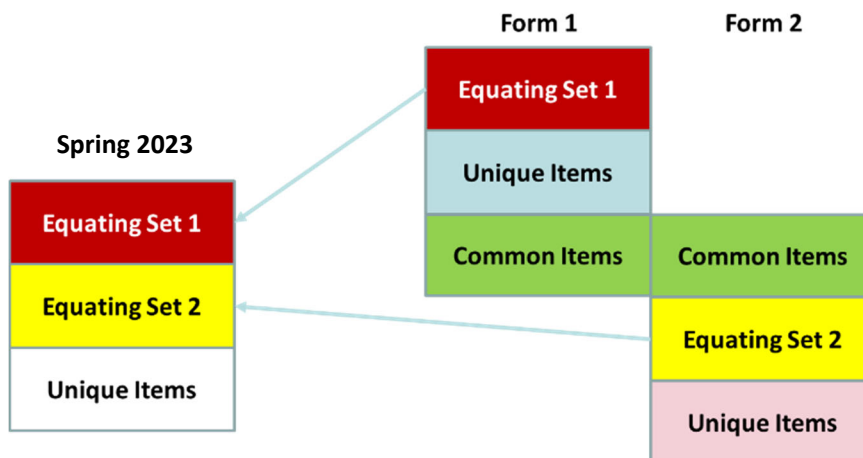 Form 1
Form 2
Equating Set 1
Unique Items
Common Items
Common Items
Equating Set 2
Unique Items
Spring 2023
Equating Set 1
Equating Set 2
Unique Items